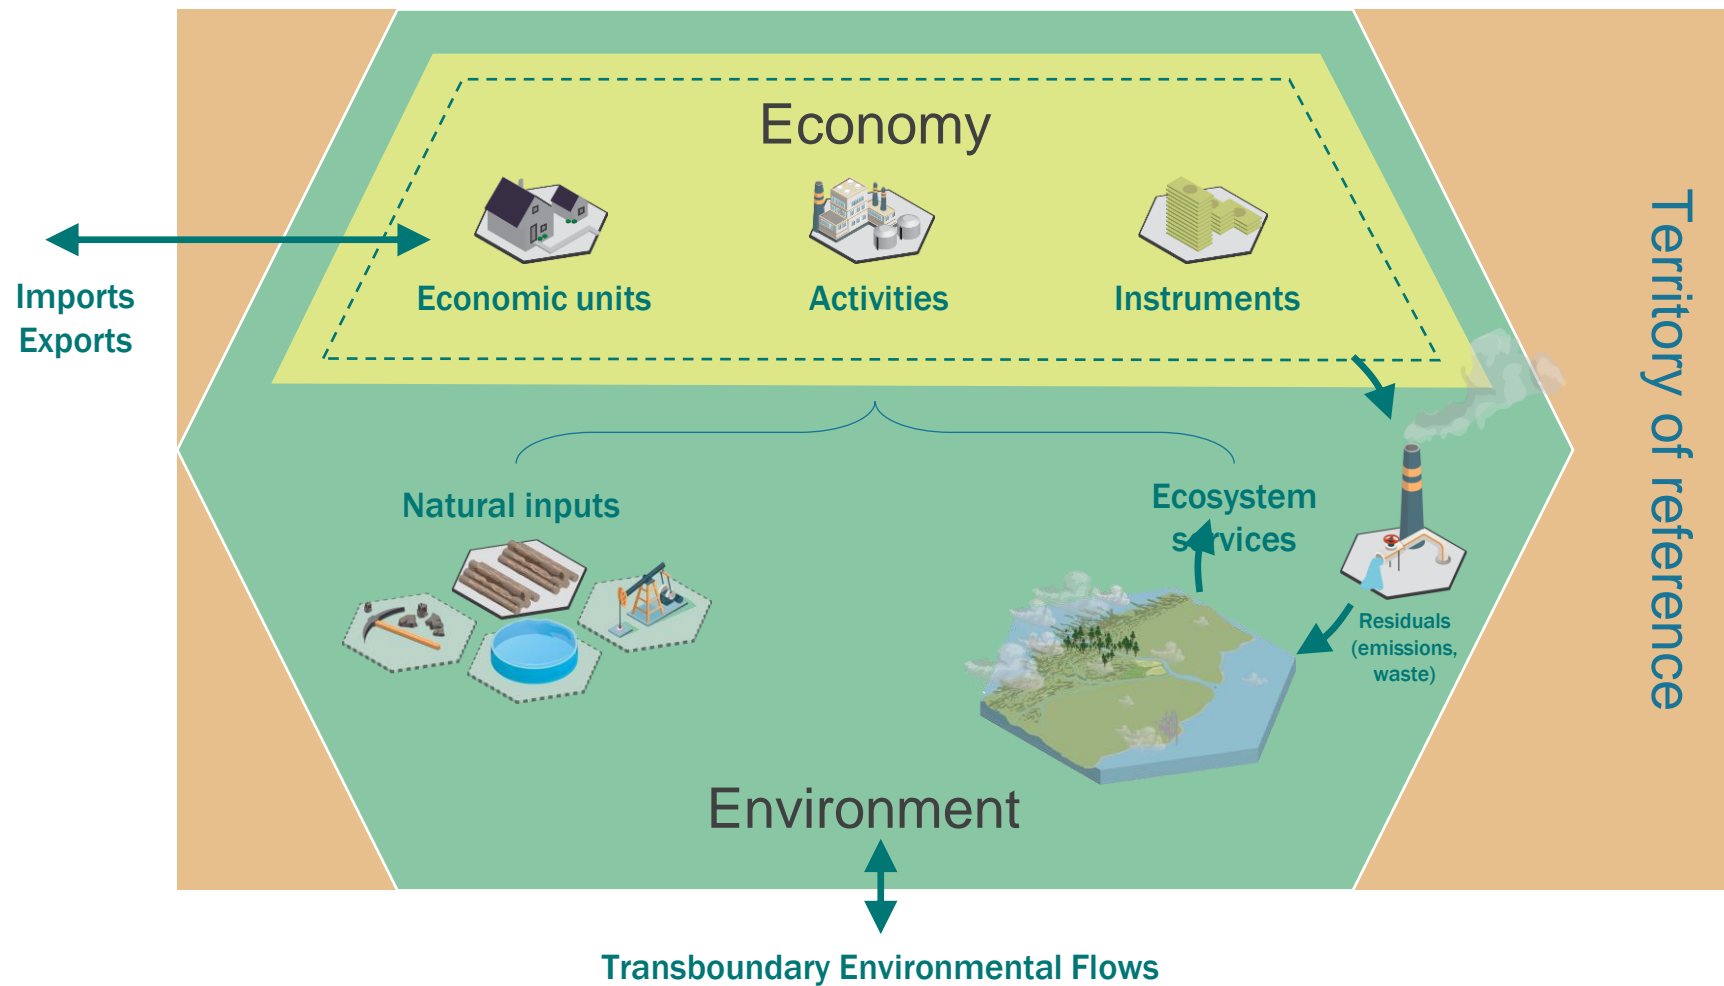 Economy
Economic units
Activities
Instruments
Imports
Exports
Territory of reference
Natural inputs
Ecosystem
services
Residuals
(emissions,
waste)
Environment
Transboundary Environmental Flows